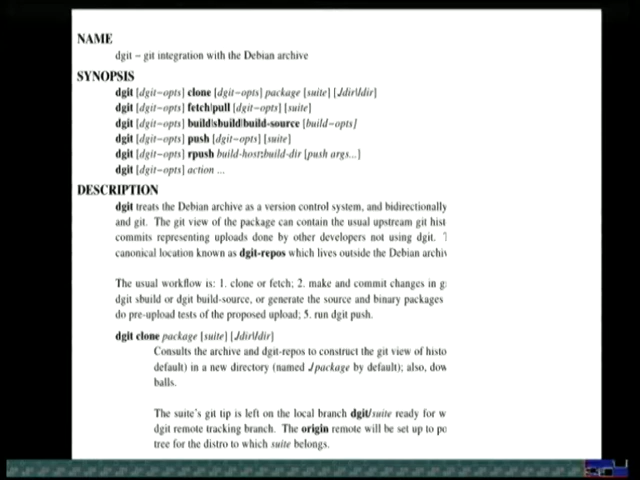 NAME
dgit – git integration with the Debian archive
SYNOPSIS
dgit [dgit–opts] clone [dgit–opts] package [suite] [./dir|/dir]
dgit [dgit–opts] fetch|pull [dgit–opts] [suite]
dgit [dgit–opts] build|sbuild|build-source [build–opts]
dgit [dgit–opts] push [dgit–opts] [suite]
dgit [dgit–opts] rpush build-host:build-dir [push args...]
dgit [dgit–opts] action ...
DESCRIPTION
dgit treats the Debian archive as a version control system, and bidirectionally
and git. The git view of the package can contain the usual upstream git hist
commits representing uploads done by other developers not using dgit.
canonical location known as dgit-repos which lives outside the Debian archiv
The usual workflow is: 1. clone or fetch; 2. make and commit changes in g
dgit sbuild or dgit build-source, or generate the source and binary packages
do pre-upload tests of the proposed upload; 5. run dgit push.
dgit clone package [suite] [./dir|/dir]
Consults the archive and dgit-repos to construct the git view of histo
default) in a new directory (named ./package by default); also, dow
balls.
The suite's git tip is left on the local branch dgit/suite ready for w
dgit remote tracking branch. The origin remote will be set up to po
tree for the distro to which suite belongs.